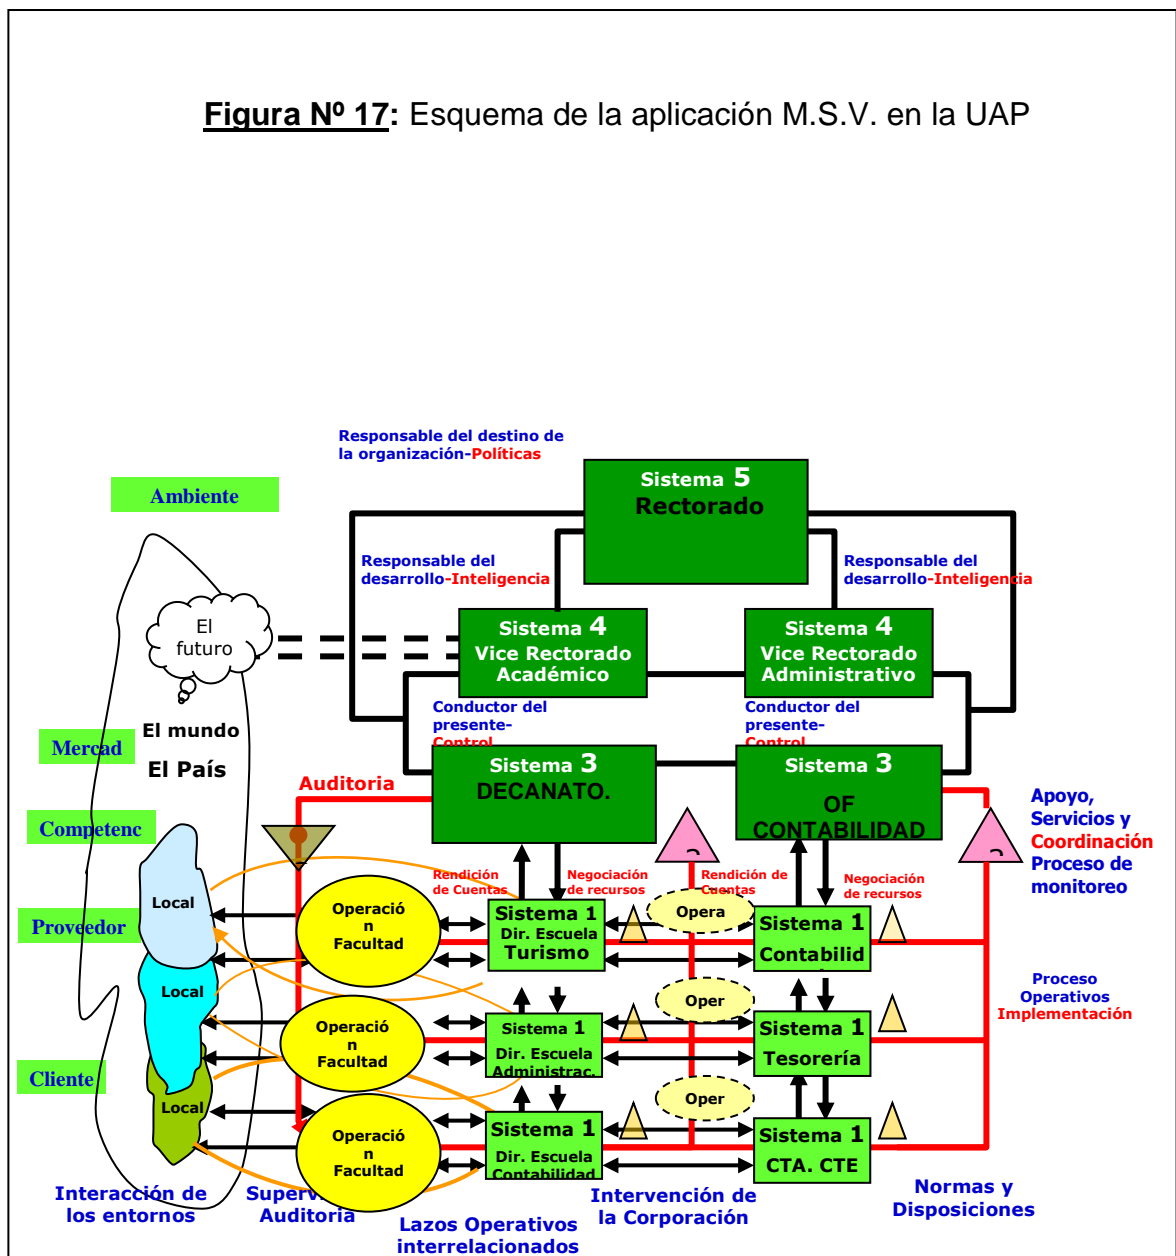 Figura Nº 17: Esquema de la aplicación M.S.V. en la UAP
Responsable del destino de
la organización-Políticas
Sistema 5
Rectorado
Ambiente
Responsable del
desarrollo-Inteligencia
Responsable del
desarrollo-Inteligencia
El
futuro
Sistema 4
Vice Rectorado
Académico
Sistema 4
Vice Rectorado
Administrativo
Conductor del
presente-
Control
Conductor del
presente-
Control
El mundo
El País
Mercad
Auditoria
Sistema 3
DECANATO.
Sistema 3
OF
CONTABILIDAD
Apoyo,
Servicios y
Coordinación
Proceso de
monitoreo
Competenc
Rendición
de Cuentas
Negociación
de recursos
Rendición de
Cuentas
Negociación
de recursos
Local
Operació
n
Facultad
Sistema 1
Dir. Escuela
Turismo
Opera
Sistema 1
Contabilid
Proveedor
Local
Operació
n
Facultad
Sistema 1
Dir. Escuela
Administrac.
Oper
Sistema 1
Tesorería
Proceso
Operativos
Implementación
Cliente
Local
Operació
n
Facultad
Sistema 1
Dir. Escuela
Contabilidad
Oper
Sistema 1
CTA. CTE
Interacción de
los entornos
Auditoria
Lazos Operativos
interrelacionados
Intervención de
la Corporación
Normas y
Disposiciones